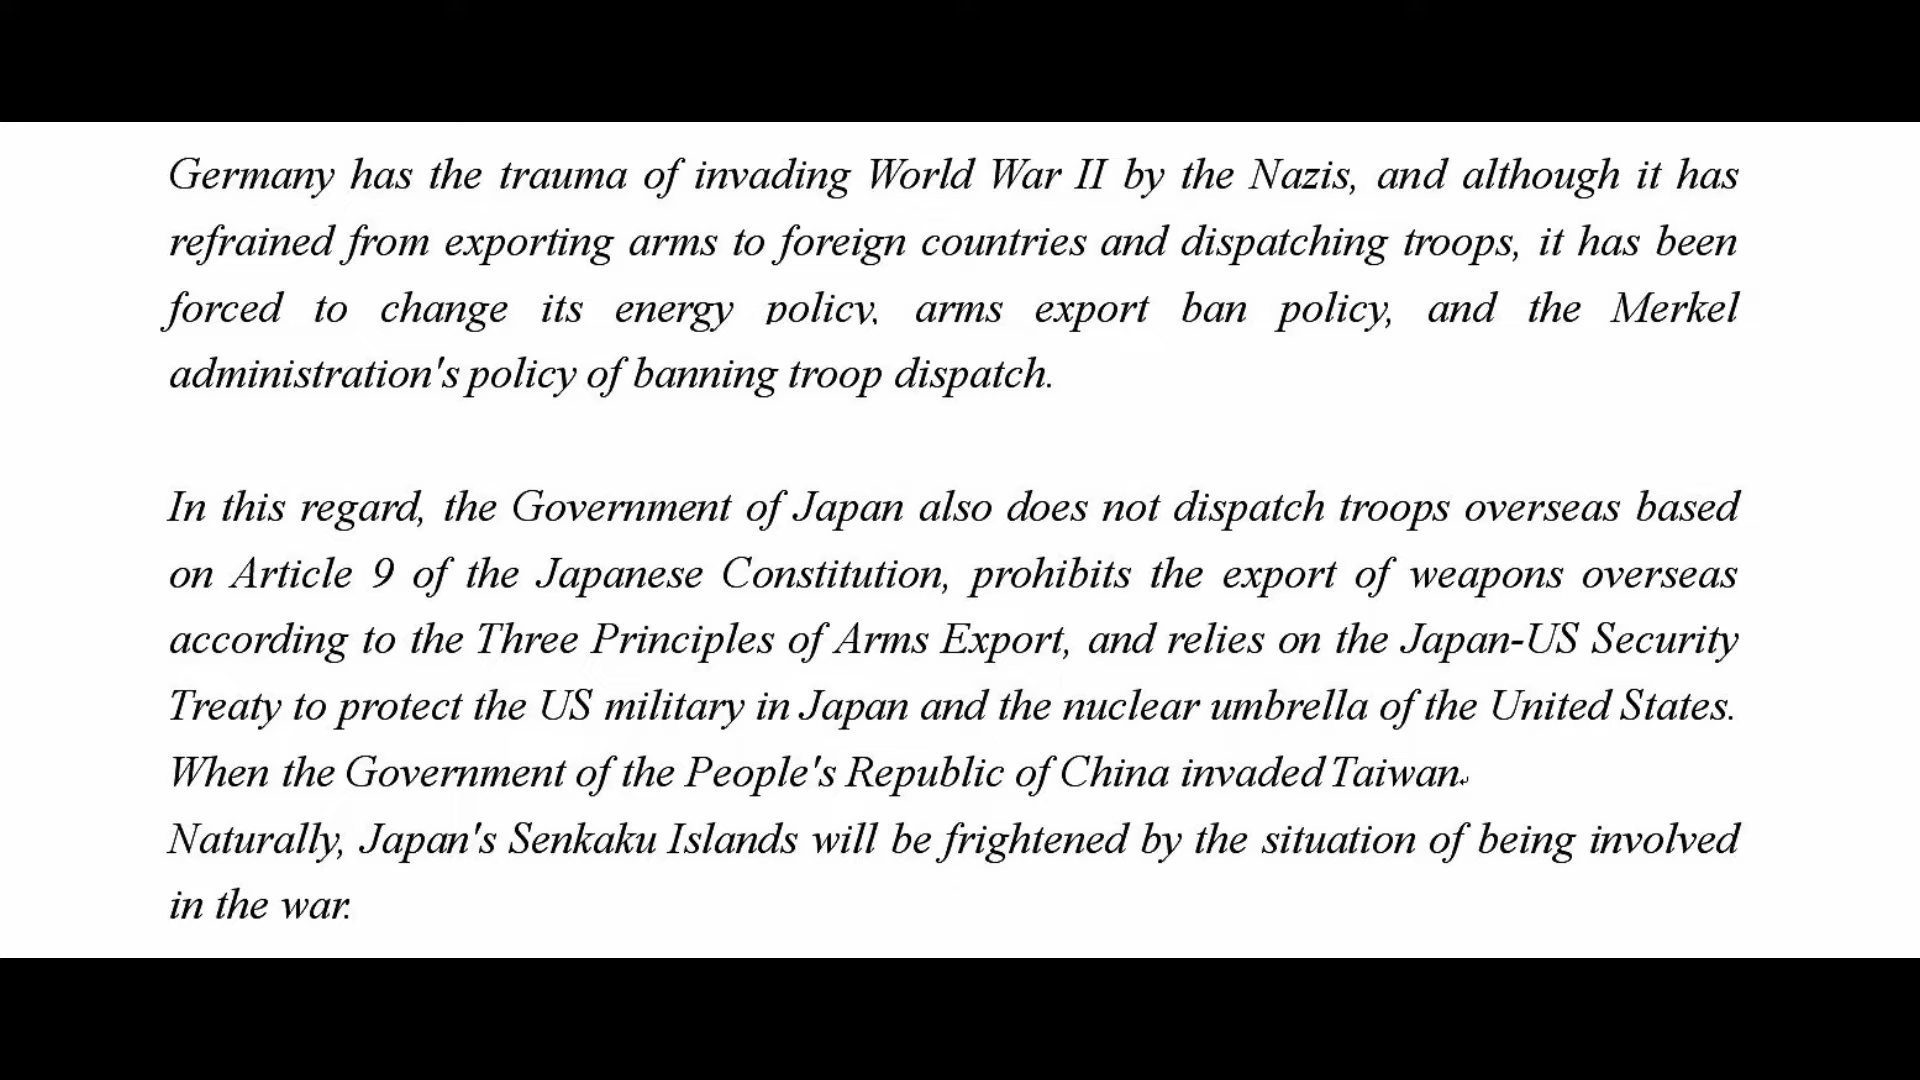 Germany has the trauma of invading World War II by the Nazis, and although it has
refrained from exporting arms to foreign countries and dispatching troops, it has been
forced to change its energy policy, arms export ban policy, and the Merkel
administration's policy of banning troop dispatch.
In this regard, the Government of Japan also does not dispatch troops overseas based
on Article 9 of the Japanese Constitution, prohibits the export of weapons overseas
according to the Three Principles of Arms Export, and relies on the Japan-US Security
Treaty to protect the US military in Japan and the nuclear umbrella of the United States.
When the Government of the People's Republic of China invaded Taiwan.
Naturally, Japan's Senkaku Islands will be frightened by the situation of being involved
in the war.